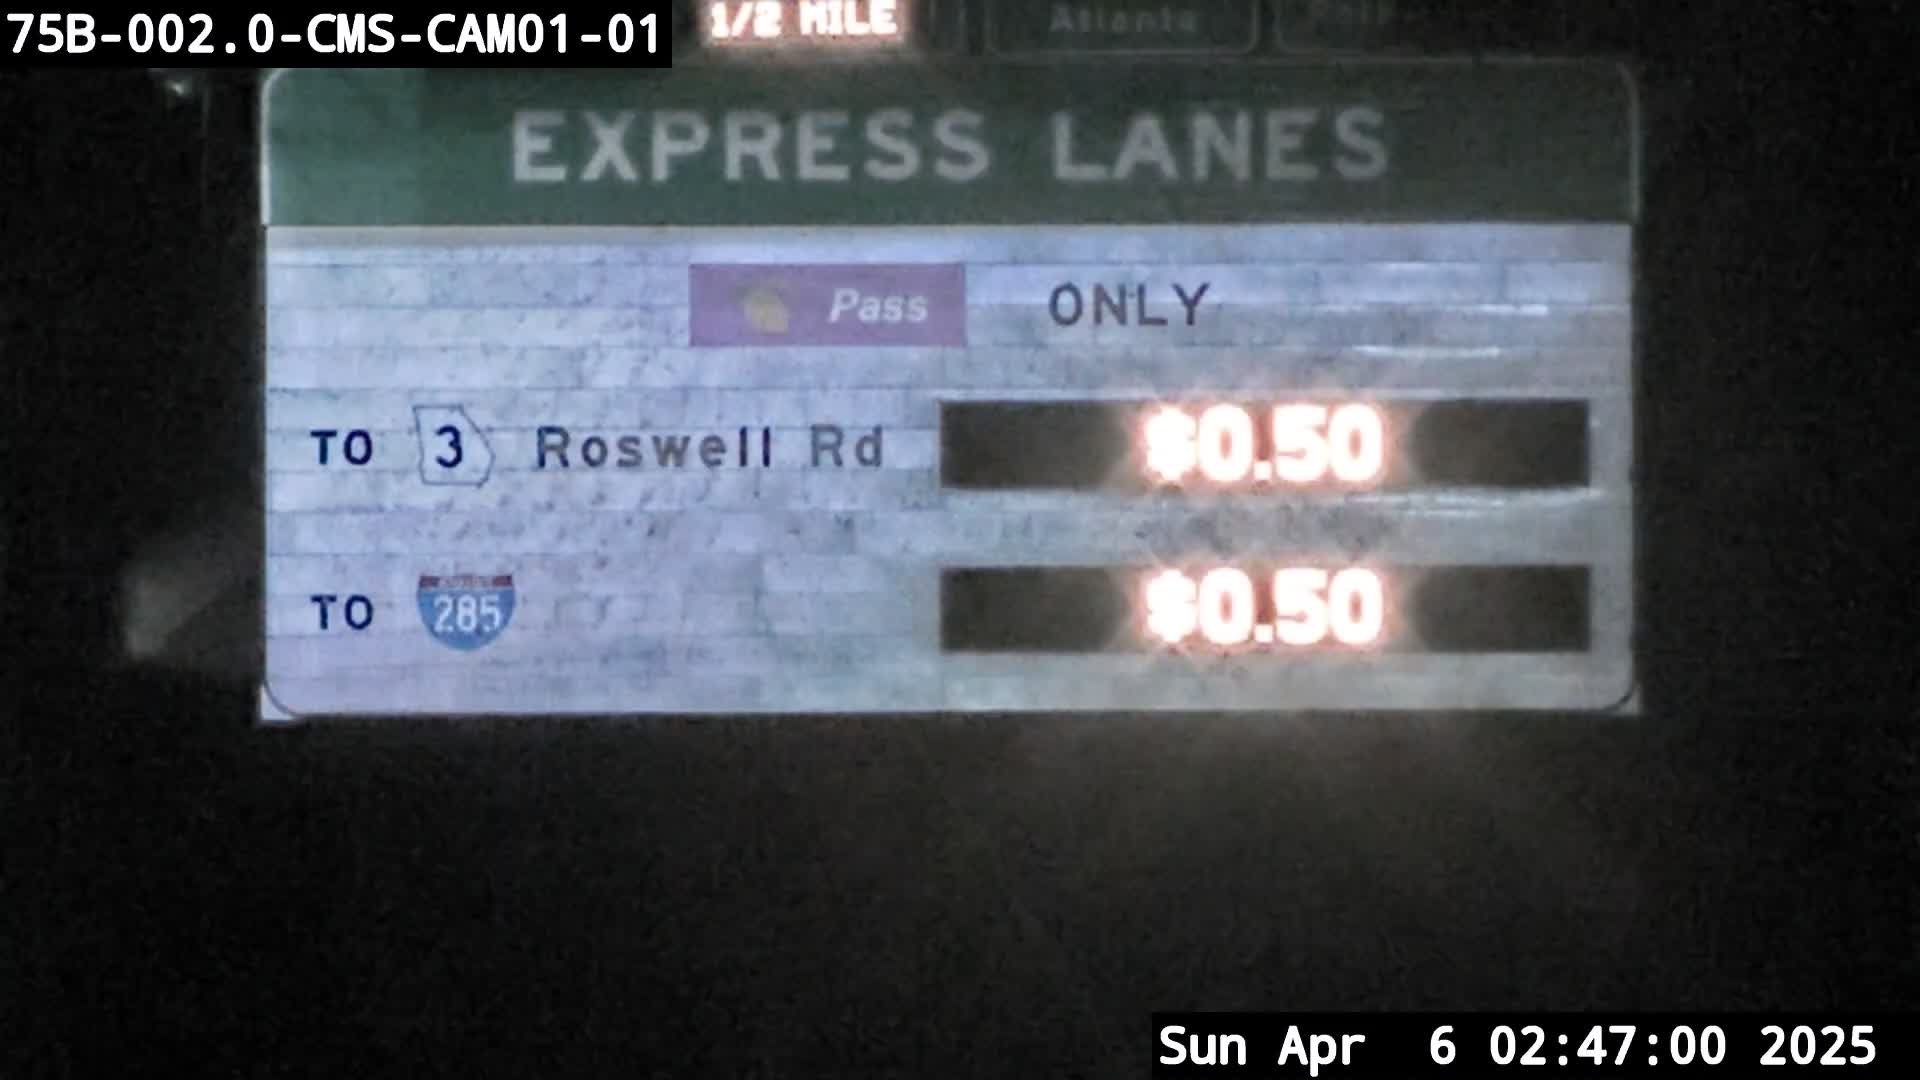 75B-002.0-CMS-CAM01-01
1/2 MILE
Atlanta
EXPRESS LANES
Pass ONLY
TO 3 Roswell Rd $0.50
TO 285 $0.50
Sun Apr 6 02:47:00 2025